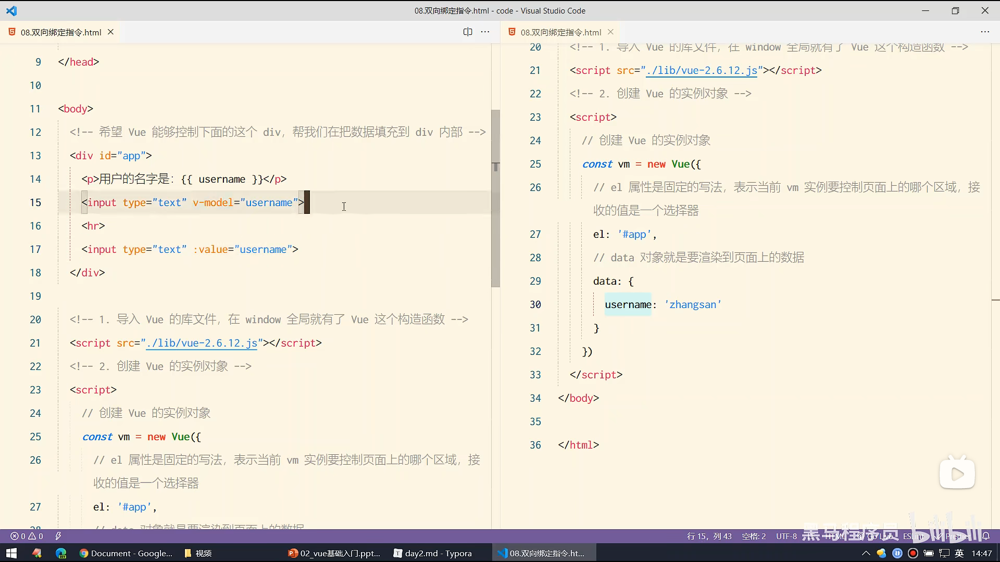 08.双向绑定指令.html - code - Visual Studio Code
08.双向绑定指令.html
9 </head>
10
11 <body>
12 <!-- 希望 Vue 能够控制下面的这个 div，帮我们在把数据填充到 div 内部 -->
13 <div id="app">
14 <p>用户的名字是：{{ username }}</p>
15 <input type="text" v-model="username">
16 <hr>
17 <input type="text" :value="username">
18 </div>
19
20 <!-- 1. 导入 Vue 的库文件，在 window 全局就有了 Vue 这个构造函数 -->
21 <script src="./lib/vue-2.6.12.js"></script>
22 <!-- 2. 创建 Vue 的实例对象 -->
23 <script>
24 // 创建 Vue 的实例对象
25 const vm = new Vue({
26 // el 属性是固定的写法，表示当前 vm 实例要控制页面上的哪个区域，接
收的值是一个选择器
27 el: '#app',
28 // data 对象就是要渲染到页面上的数据
08.双向绑定指令.html
20 <!-- 1. 导入 Vue 的库文件，在 window 全局就有了 Vue 这个构造函数 -->
21 <script src="./lib/vue-2.6.12.js"></script>
22 <!-- 2. 创建 Vue 的实例对象 -->
23 <script>
24 // 创建 Vue 的实例对象
25 const vm = new Vue({
26 // el 属性是固定的写法，表示当前 vm 实例要控制页面上的哪个区域，接
收的值是一个选择器
27 el: '#app',
28 // data 对象就是要渲染到页面上的数据
29 data: {
30 username: 'zhangsan'
31 }
32 })
33 </script>
34 </body>
35
36 </html>
黑马程序员 bilibili
0 0 行 15，列 43 空格: 2 UTF-8 HTML Go Live ESLint Prettier
Document - Google... 视频 02_vue基础入门.ppt... day2.md - Typora 08.双向绑定指令.ht... 英 14:47